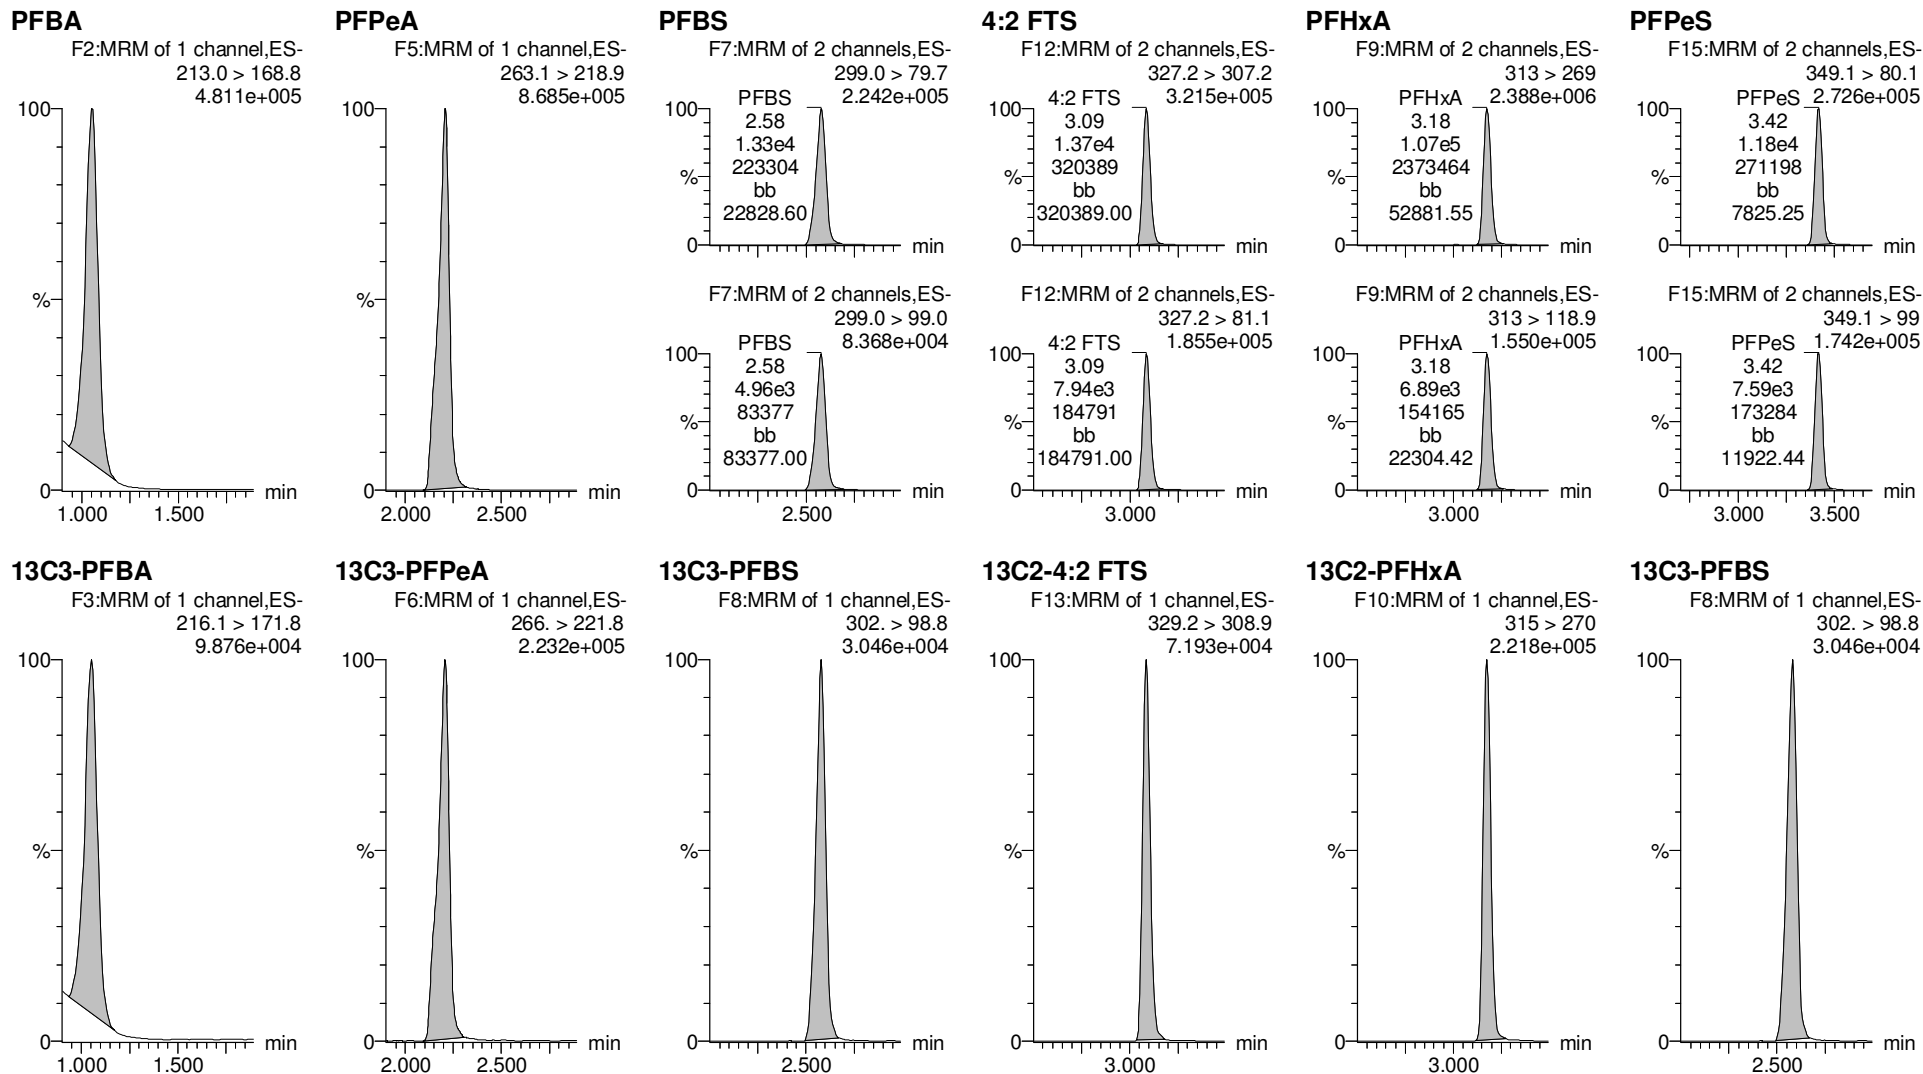 PFBA
F2:MRM of 1 channel,ES-
213.0 > 168.8
4.811e+005
100
%
0
min
1.000 1.500
PFPeA
F5:MRM of 1 channel,ES-
263.1 > 218.9
8.685e+005
100
%
0
min
2.000 2.500
PFBS
F7:MRM of 2 channels,ES-
299.0 > 79.7
2.242e+005
100
PFBS
2.58
1.33e4
223304
bb
22828.60
%
0
min
F7:MRM of 2 channels,ES-
299.0 > 99.0
8.368e+004
100
PFBS
2.58
4.96e3
83377
bb
83377.00
%
0
min
2.500
4:2 FTS
F12:MRM of 2 channels,ES-
327.2 > 307.2
3.215e+005
100
4:2 FTS
3.09
1.37e4
320389
bb
320389.00
%
0
min
F12:MRM of 2 channels,ES-
327.2 > 81.1
1.855e+005
100
4:2 FTS
3.09
7.94e3
184791
bb
184791.00
%
0
min
3.000
PFHxA
F9:MRM of 2 channels,ES-
313 > 269
2.388e+006
100
PFHxA
3.18
1.07e5
2373464
bb
52881.55
%
0
min
F9:MRM of 2 channels,ES-
313 > 118.9
1.550e+005
100
PFHxA
3.18
6.89e3
154165
bb
22304.42
%
0
min
3.000
PFPeS
F15:MRM of 2 channels,ES-
349.1 > 80.1
2.726e+005
100
PFPeS
3.42
1.18e4
271198
bb
7825.25
%
0
min
F15:MRM of 2 channels,ES-
349.1 > 99
1.742e+005
100
PFPeS
3.42
7.59e3
173284
bb
11922.44
%
0
min
3.000 3.500
13C3-PFBA
F3:MRM of 1 channel,ES-
216.1 > 171.8
9.876e+004
100
%
0
min
1.000 1.500
13C3-PFPeA
F6:MRM of 1 channel,ES-
266. > 221.8
2.232e+005
100
%
0
min
2.000 2.500
13C3-PFBS
F8:MRM of 1 channel,ES-
302. > 98.8
3.046e+004
100
%
0
min
2.500
13C2-4:2 FTS
F13:MRM of 1 channel,ES-
329.2 > 308.9
7.193e+004
100
%
0
min
3.000
13C2-PFHxA
F10:MRM of 1 channel,ES-
315 > 270
2.218e+005
100
%
0
min
3.000
13C3-PFBS
F8:MRM of 1 channel,ES-
302. > 98.8
3.046e+004
100
%
0
min
2.500